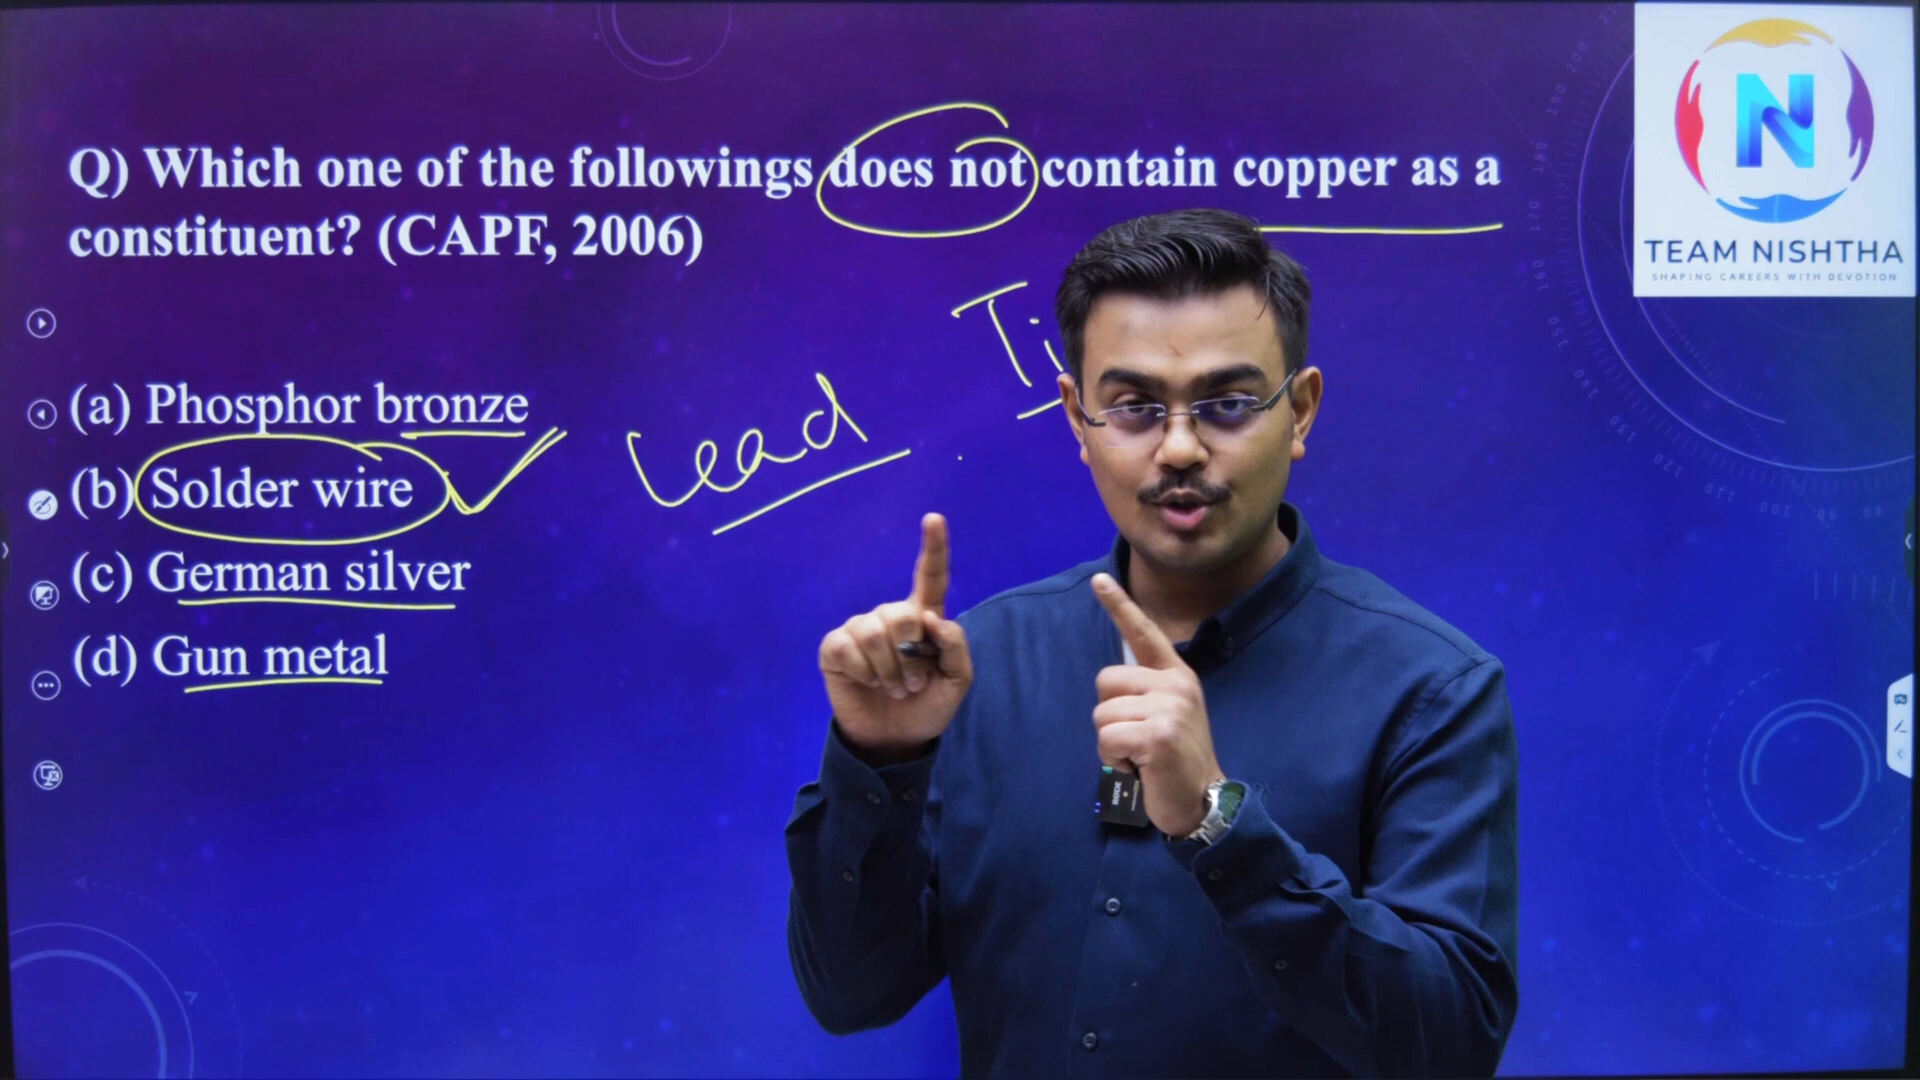 Q) Which one of the followings does not contain copper as a
constituent? (CAPF, 2006)
TEAM NISHTHA
SHAPING CAREERS WITH DEVOTION
(a) Phosphor bronze
(b) Solder wire
Lead
(c) German silver
(d) Gun metal
RODE